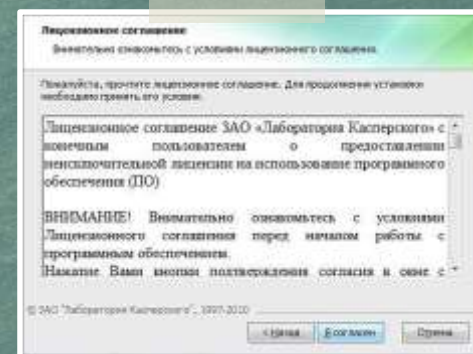 Лицензионное соглашение
Внимательно ознакомьтесь с условиями лицензионного соглашения.
Пожалуйста, прочтите лицензионное соглашение. Для продолжения установки
необходимо принять его условия.
Лицензионное соглашение ЗАО «Лаборатория Касперского» с
конечным пользователем о предоставлении
неисключительной лицензии на использование программного
обеспечения (ПО)
ВНИМАНИЕ! Внимательно ознакомьтесь с условиями
Лицензионного соглашения перед началом работы с
программным обеспечением.
Нажатие Вами кнопки подтверждения согласия в окне с
© ЗАО "Лаборатория Касперского", 1997-2010
< Назад
Я согласен
Отмена